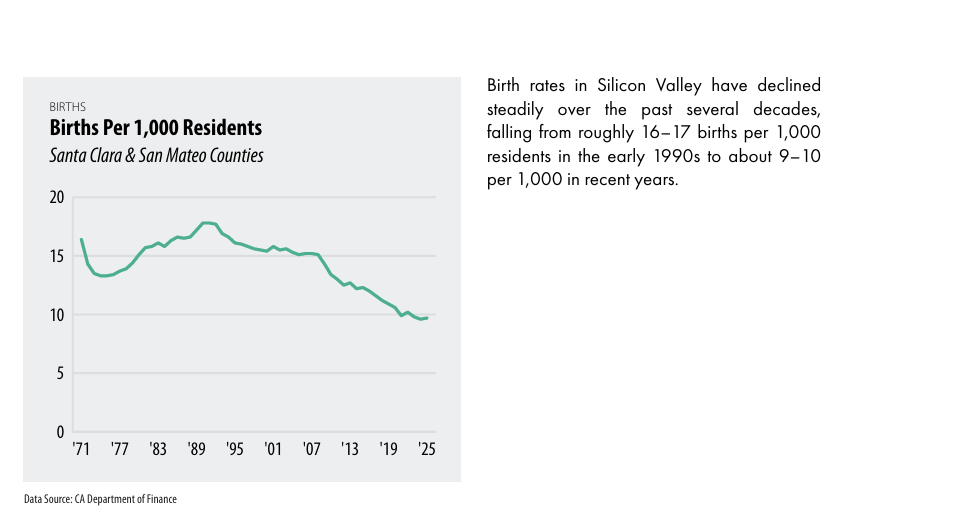 BIRTHS
Births Per 1,000 Residents
Santa Clara & San Mateo Counties
20
15
10
5
0
'71 '77 '83 '89 '95 '01 '07 '13 '19 '25
Data Source: CA Department of Finance
Birth rates in Silicon Valley have declined
steadily over the past several decades,
falling from roughly 16–17 births per 1,000
residents in the early 1990s to about 9–10
per 1,000 in recent years.